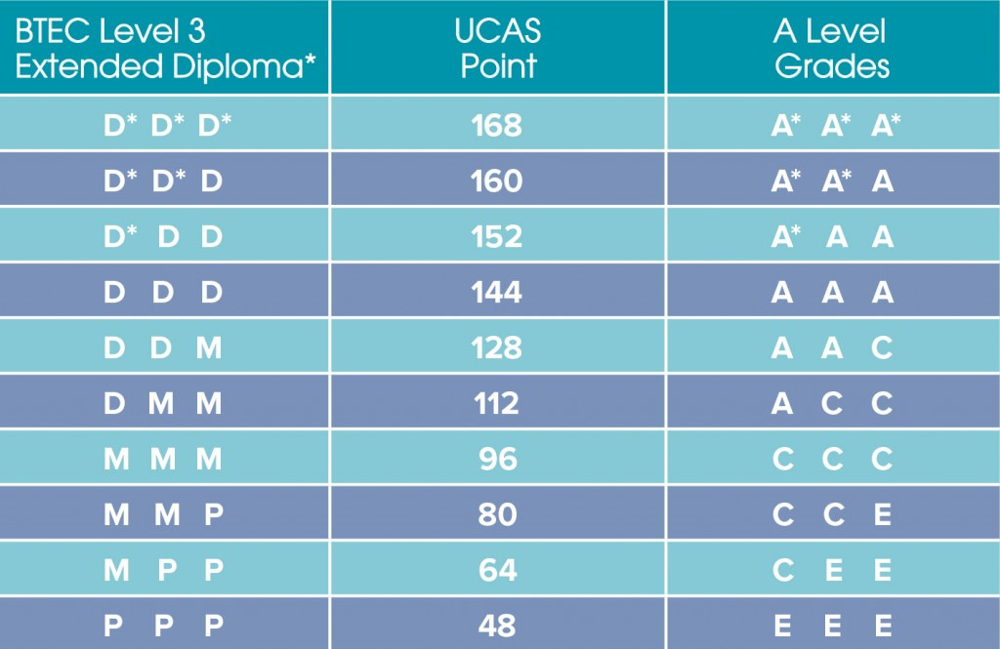 BTEC Level 3
Extended Diploma*
UCAS
Point
A Level
Grades
D* D* D* 168 A* A* A*
D* D* D 160 A* A* A
D* D D 152 A* A A
D D D 144 A A A
D D M 128 A A C
D M M 112 A C C
M M M 96 C C C
M M P 80 C C E
M P P 64 C E E
P P P 48 E E E